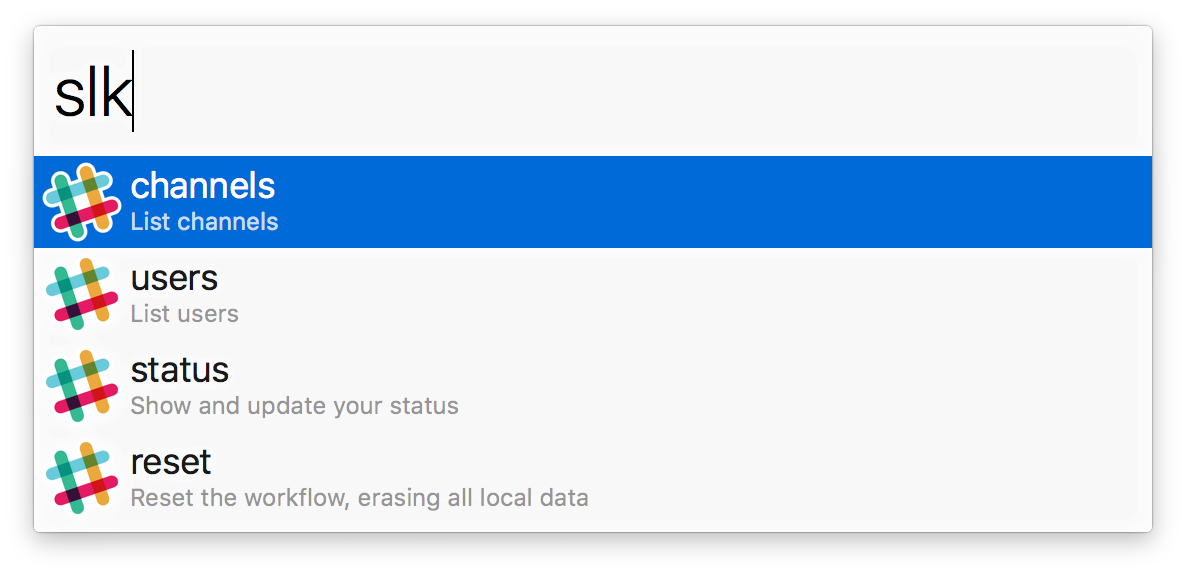 slk
channels
List channels
users
List users
status
Show and update your status
reset
Reset the workflow, erasing all local data